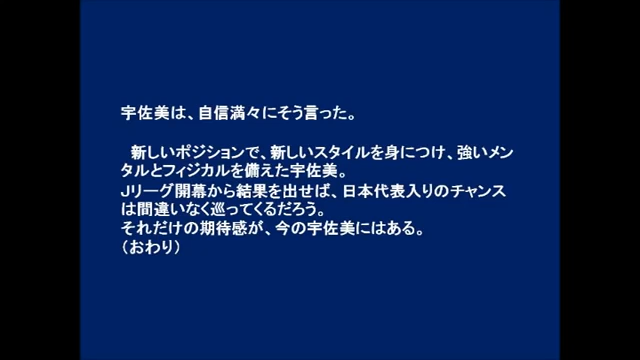 宇佐美は、自信満々にそう言った。
新しいポジションで、新しいスタイルを身につけ、強いメン
タルとフィジカルを備えた宇佐美。
Jリーグ開幕から結果を出せば、日本代表入りのチャンス
は間違いなく巡ってくるだろう。
それだけの期待感が、今の宇佐美にはある。
（おわり）